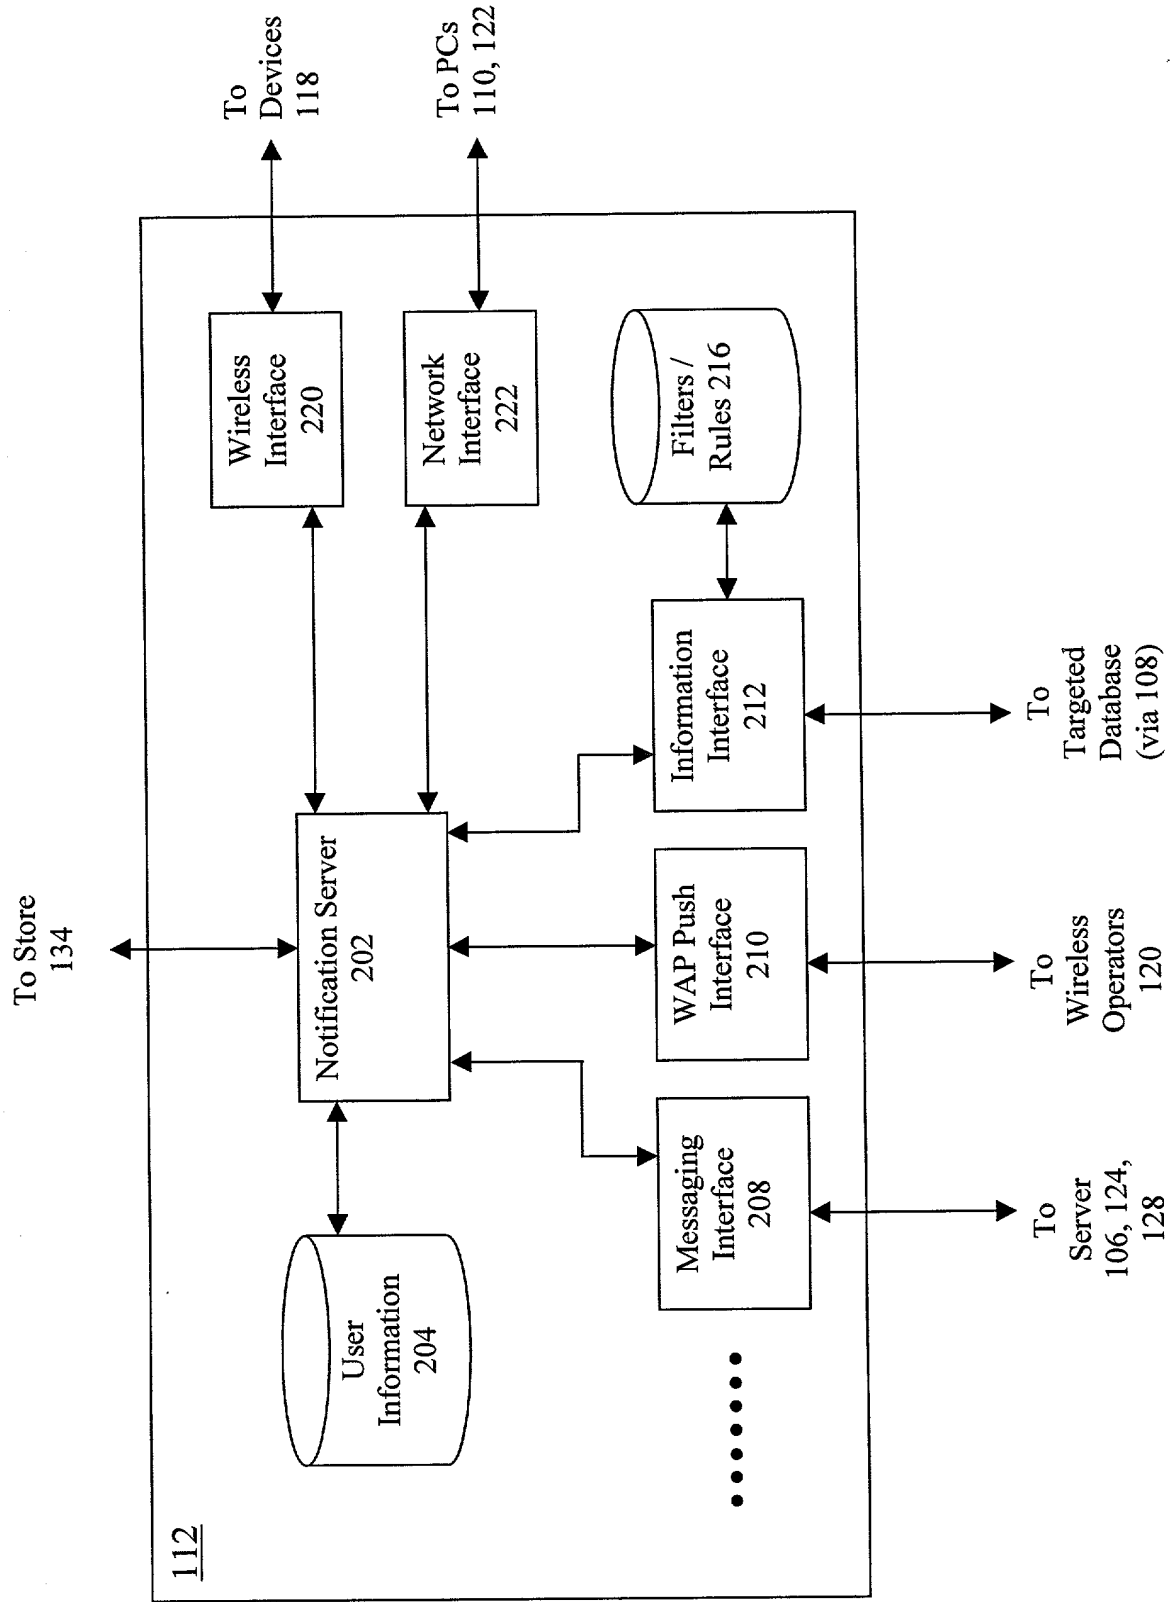 112
To Store
134
User
Information
204
Notification Server
202
Wireless
Interface
220
To
Devices
118
Network
Interface
222
To PCs
110, 122
Messaging
Interface
208
WAP Push
Interface
210
Information
Interface
212
Filters /
Rules 216
To
Server
106, 124,
128
To
Wireless
Operators
120
To
Targeted
Database
(via 108)